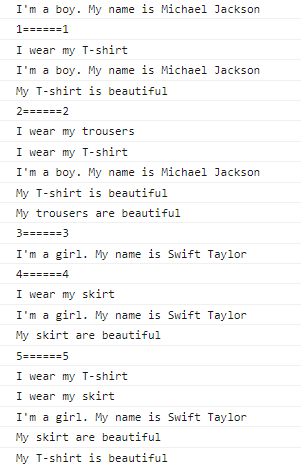 I'm a boy. My name is Michael Jackson
1======1
I wear my T-shirt
I'm a boy. My name is Michael Jackson
My T-shirt is beautiful
2======2
I wear my trousers
I wear my T-shirt
I'm a boy. My name is Michael Jackson
My T-shirt is beautiful
My trousers are beautiful
3======3
I'm a girl. My name is Swift Taylor
4======4
I wear my skirt
I'm a girl. My name is Swift Taylor
My skirt are beautiful
5======5
I wear my T-shirt
I wear my skirt
I'm a girl. My name is Swift Taylor
My skirt are beautiful
My T-shirt is beautiful